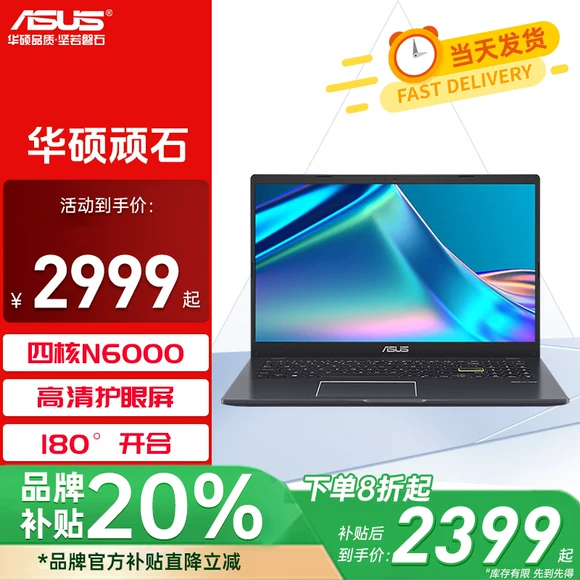 ASUS
华硕品质·坚若磐石
当天发货
FAST DELIVERY
华硕顽石
活动到手价：
￥2999起
四核N6000
高清护眼屏
180°开合
ASUS
品牌补贴20%
*品牌官方补贴直降立减
下单8折起
补贴后到手价：2399起
*库存有限 先到先得